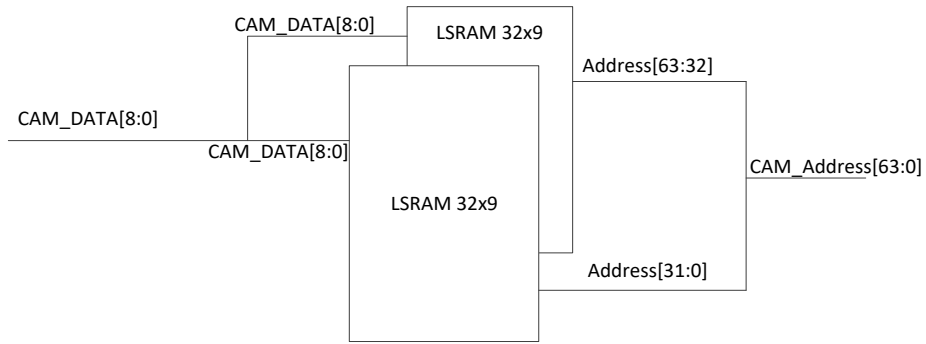 CAM_DATA[8:0]
LSRAM 32x9
Address[63:32]
CAM_DATA[8:0]
CAM_DATA[8:0]
CAM_Address[63:0]
LSRAM 32x9
Address[31:0]